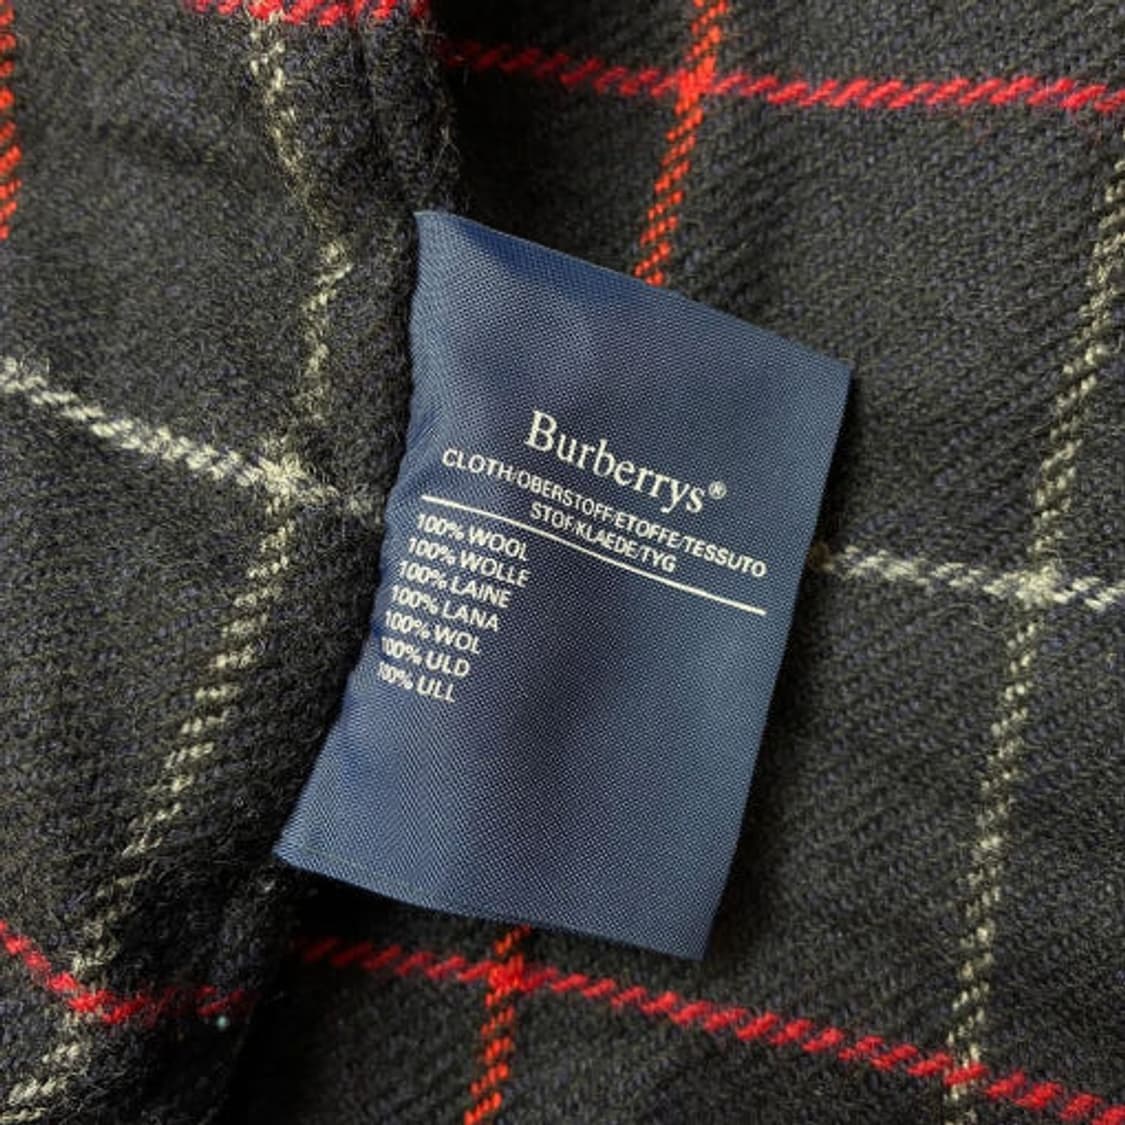 Burberrys®
CLOTH/OBERSTOFF/ETOFFE/TESSUTO
STOF/KLAEDE/TYG
100% WOOL
100% WOLLE
100% LAINE
100% LANA
100% WOL
100% ULD
100% ULL